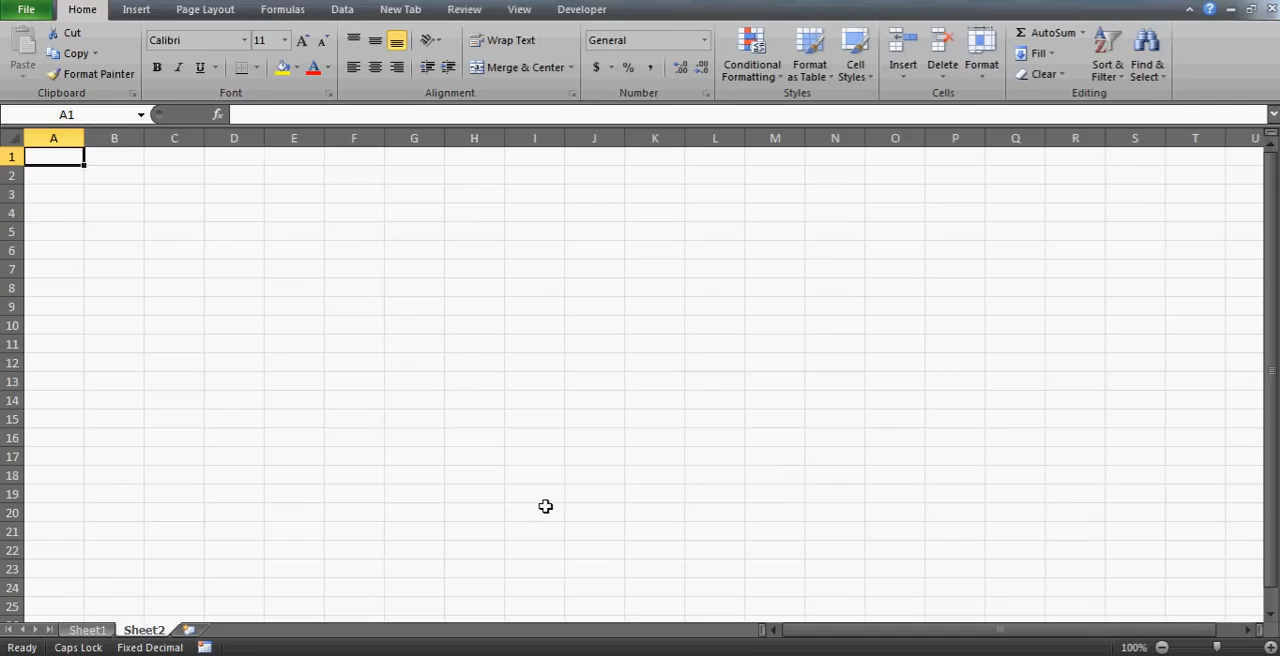 File Home Insert Page Layout Formulas Data New Tab Review View Developer
Cut
Copy
Format Painter
Paste
Clipboard
Calibri 11 A A
B I U A
Font
Wrap Text
Merge & Center
Alignment
General
$ % , .00 .0
Number
Conditional Formatting
Format as Table
Cell Styles
Styles
Insert Delete Format
Cells
Σ AutoSum
Fill
Clear
Sort & Filter
Find & Select
Editing
A1 fx
A B C D E F G H I J K L M N O P Q R S T U
1
2
3
4
5
6
7
8
9
10
11
12
13
14
15
16
17
18
19
20
21
22
23
24
25
Sheet1 Sheet2
Ready Caps Lock Fixed Decimal 100%